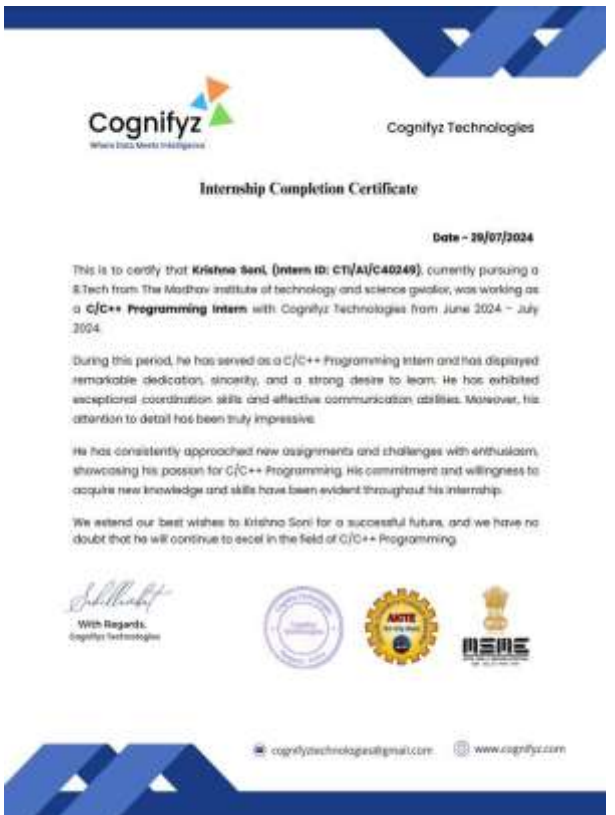 Cognifyz
Where Data Meets Intelligence
Cognifyz Technologies
Internship Completion Certificate
Date - 29/07/2024
This is to certify that Krishna Soni, (Intern ID: CTI/A1/C40249), currently pursuing a
B.Tech from The Madhav institute of technology and science gwalior, was working as
a C/C++ Programming Intern with Cognifyz Technologies from June 2024 - July
2024.
During this period, he has served as a C/C++ Programming Intern and has displayed
remarkable dedication, sincerity, and a strong desire to learn. He has exhibited
exceptional coordination skills and effective communication abilities. Moreover, his
attention to detail has been truly impressive.
He has consistently approached new assignments and challenges with enthusiasm,
showcasing his passion for C/C++ Programming. His commitment and willingness to
acquire new knowledge and skills have been evident throughout his internship.
We extend our best wishes to Krishna Soni for a successful future, and we have no
doubt that he will continue to excel in the field of C/C++ Programming.
With Regards,
Cognifyz Technologies
Cognifyz Technologies
AICTE
cognifyztechnologies@gmail.com
www.cognifyz.com